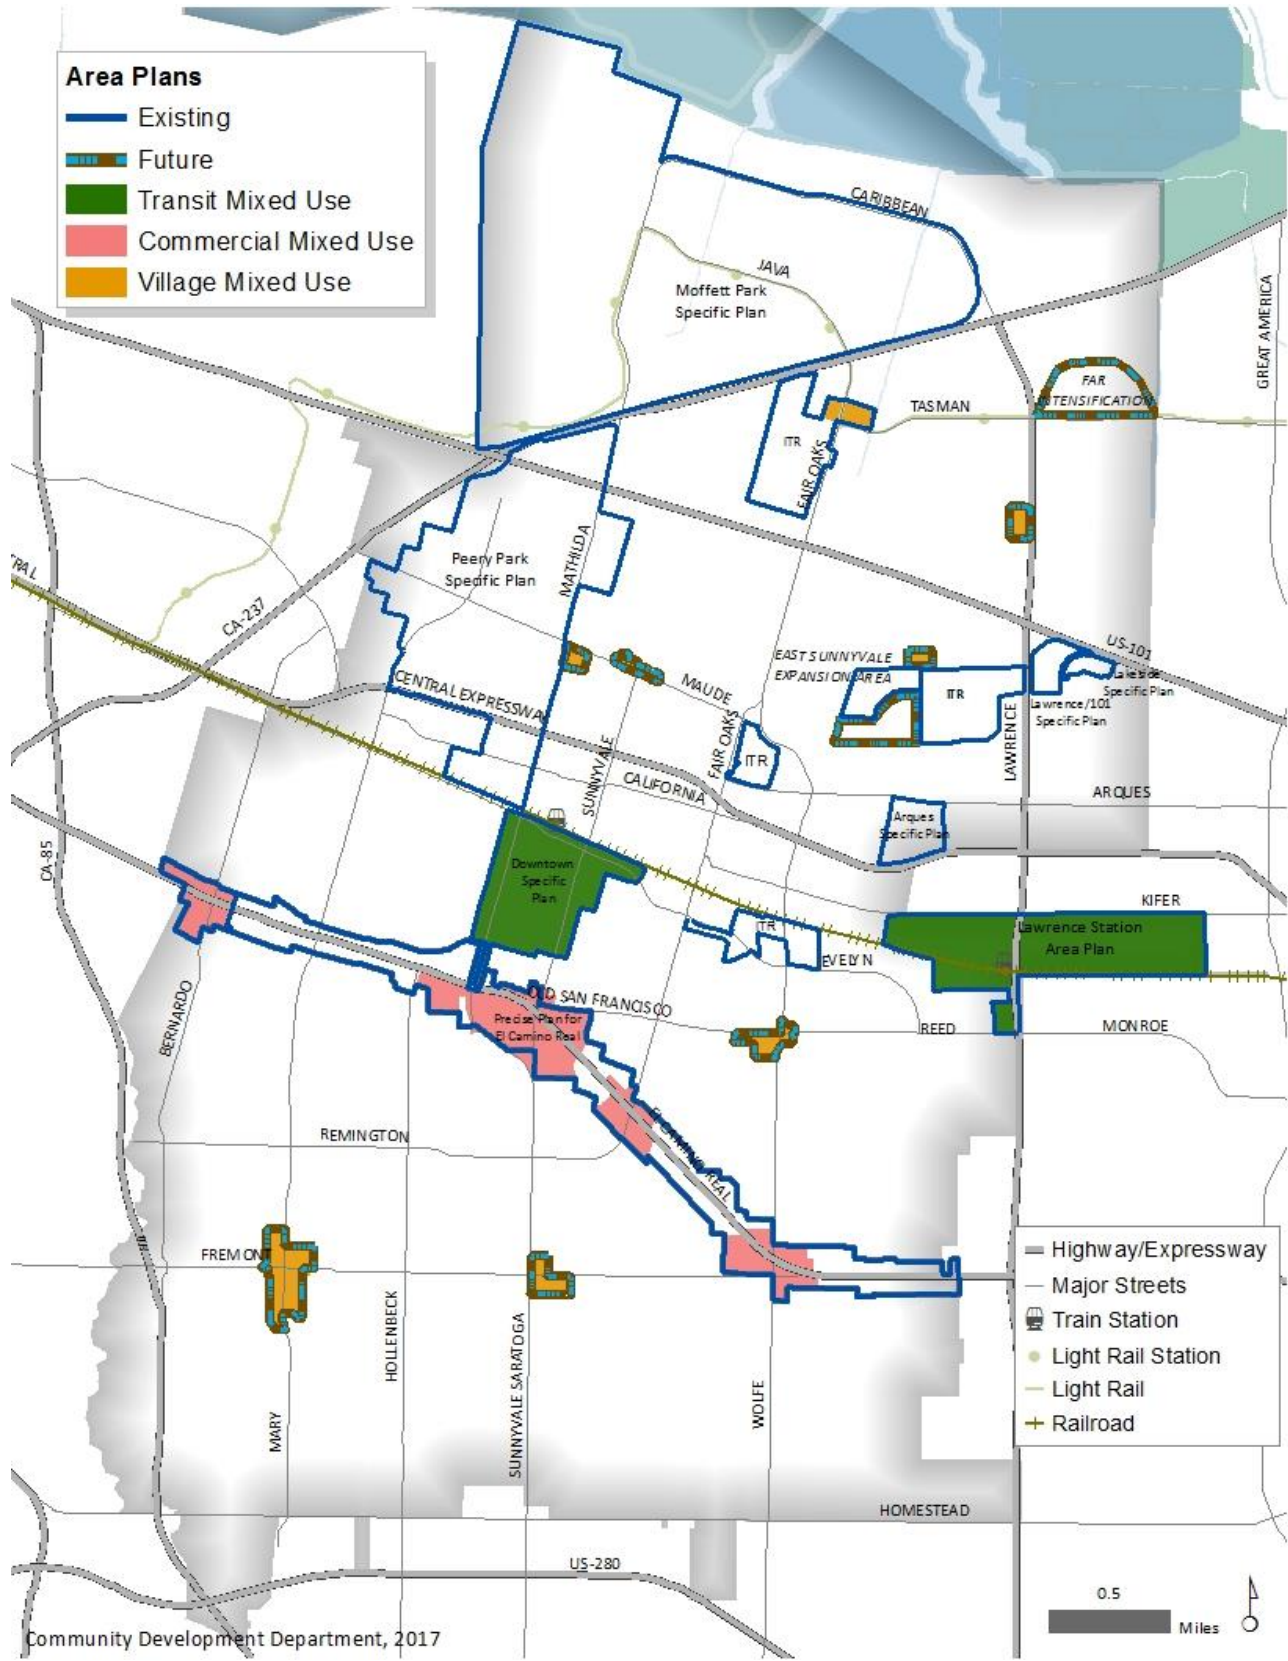 Area Plans
Existing
Future
Transit Mixed Use
Commercial Mixed Use
Village Mixed Use
CARIBBEAN
JAVA
Moffett Park
Specific Plan
GREAT AMERICA
FAR
INTENSIFICATION
TASMAN
ITR
FAIR OAKS
MATHILDA
Peery Park
Specific Plan
TRAL
CA-237
US-101
EAST SUNNYVALE
EXPANSION AREA
ITR
Lakeside
Specific Plan
Lawrence/101
Specific Plan
MAUDE
CENTRAL EXPRESSWAY
FAIR OAKS
ITR
LAWRENCE
SUNNYVALE
CALIFORNIA
ARQUES
Arques
Specific Plan
CA-85
Downtown
Specific
Plan
KIFER
ITR
Lawrence Station
Area Plan
EVELYN
BERNARDO
OLD SAN FRANCISCO
Precise Plan for
El Camino Real
REED
MONROE
REMINGTON
EL CAMINO REAL
FREMONT
HOLLENBECK
SUNNYVALE SARATOGA
MARY
WOLFE
Highway/Expressway
Major Streets
Train Station
Light Rail Station
Light Rail
Railroad
HOMESTEAD
US-280
0.5
Miles
Community Development Department, 2017